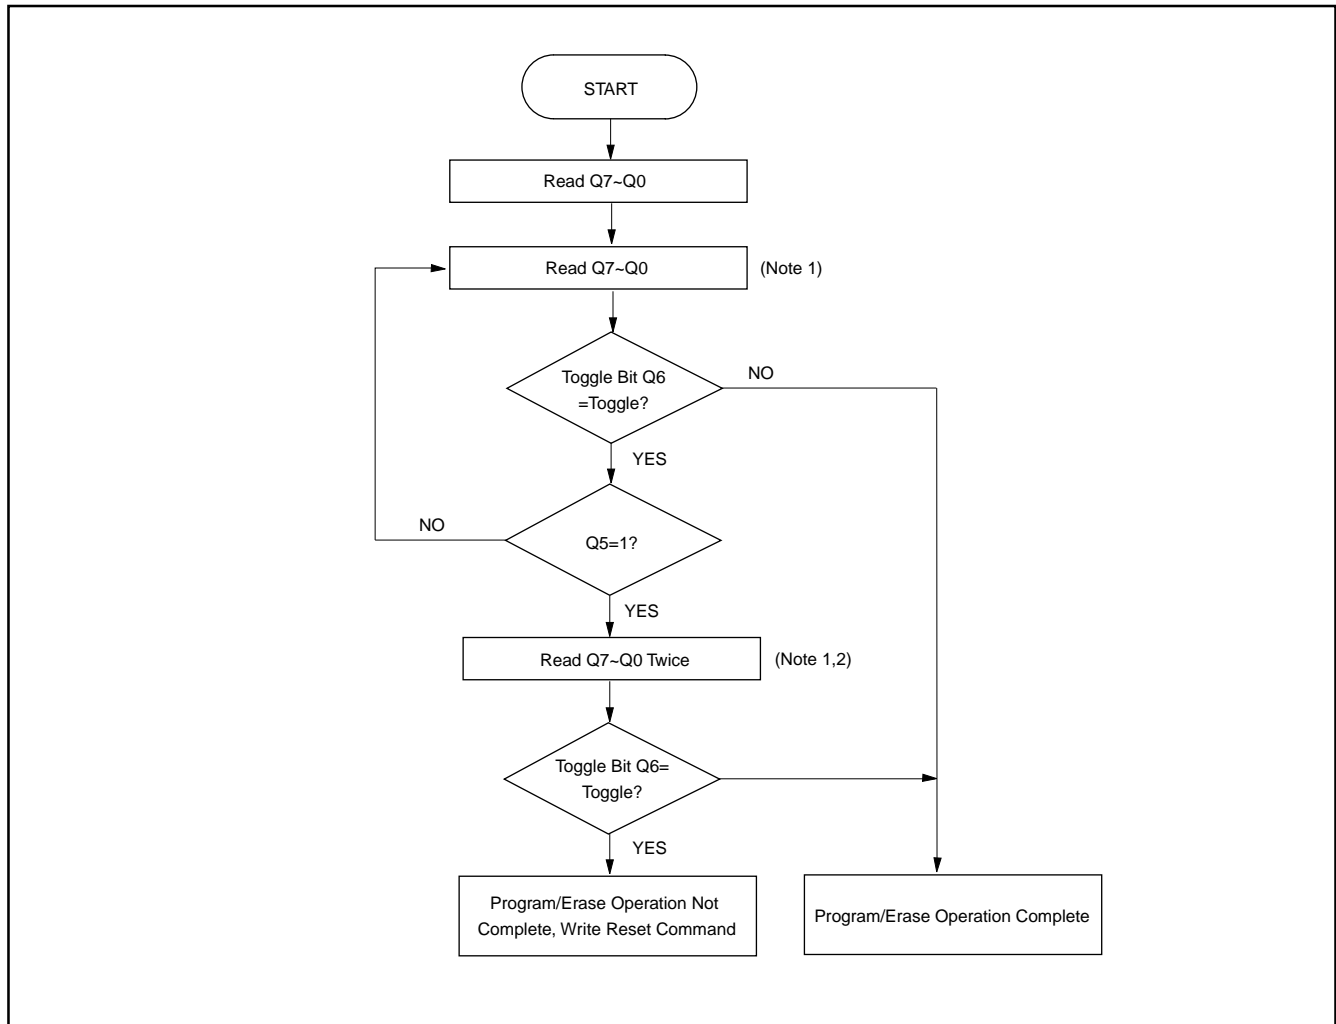 START
Read Q7~Q0
Read Q7~Q0
(Note 1)
Toggle Bit Q6
=Toggle?
NO
YES
NO
Q5=1?
YES
Read Q7~Q0 Twice
(Note 1,2)
Toggle Bit Q6=
Toggle?
YES
Program/Erase Operation Not
Complete, Write Reset Command
Program/Erase Operation Complete